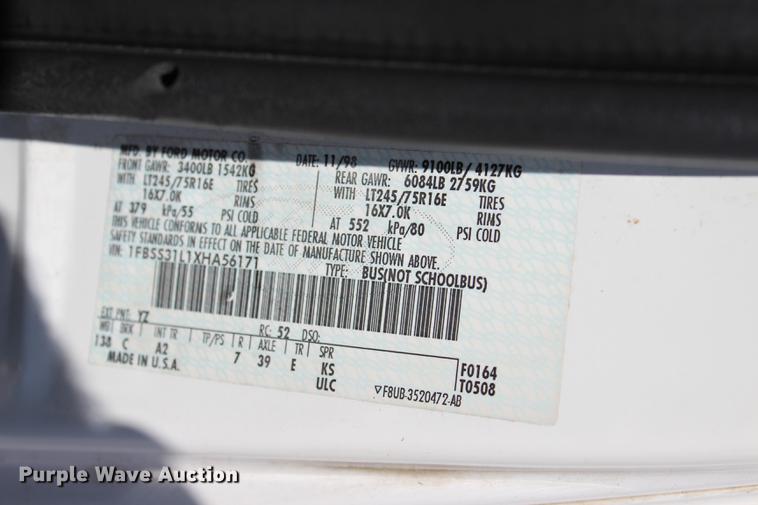 MFD. BY FORD MOTOR CO. DATE: 11/98 GVWR: 9100LB/ 4127KG
FRONT GAWR: 3400LB 1542KG REAR GAWR: 6084LB 2759KG
WITH LT245/75R16E TIRES WITH LT245/75R16E TIRES
16X7.0K RIMS 16X7.0K RIMS
AT 379 kPa/55 PSI COLD AT 552 kPa/80 PSI COLD
THIS VEHICLE CONFORMS TO ALL APPLICABLE FEDERAL MOTOR VEHICLE
SAFETY STANDARDS IN EFFECT ON THE DATE OF MANUFACTURE SHOWN ABOVE.
VIN: 1FBSS31L1XHA56171
TYPE: BUS(NOT SCHOOLBUS)
EXT PNT: YZ RC: 52 DSO:
WB BRK INT TR TP/PS R AXLE TR SPR
138 C A2 7 39 E KS
MADE IN U.S.A. ULC
F0164
T0508
▽F8UB-3520472-AB
Purple Wave Auction